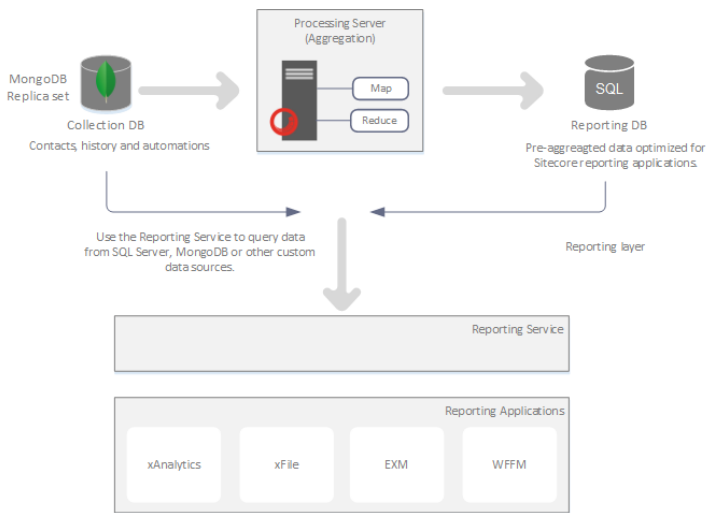 Processing Server
(Aggregation)
MongoDB
Replica set
Map
Reduce
SQL
Collection DB
Contacts, history and automations
Reporting DB
Pre-aggreagted data optimized for
Sitecore reporting applications.
Use the Reporting Service to query data
from SQL Server, MongoDB or other custom
data sources.
Reporting layer
Reporting Service
Reporting Applications
xAnalytics
xFile
EXM
WFFM